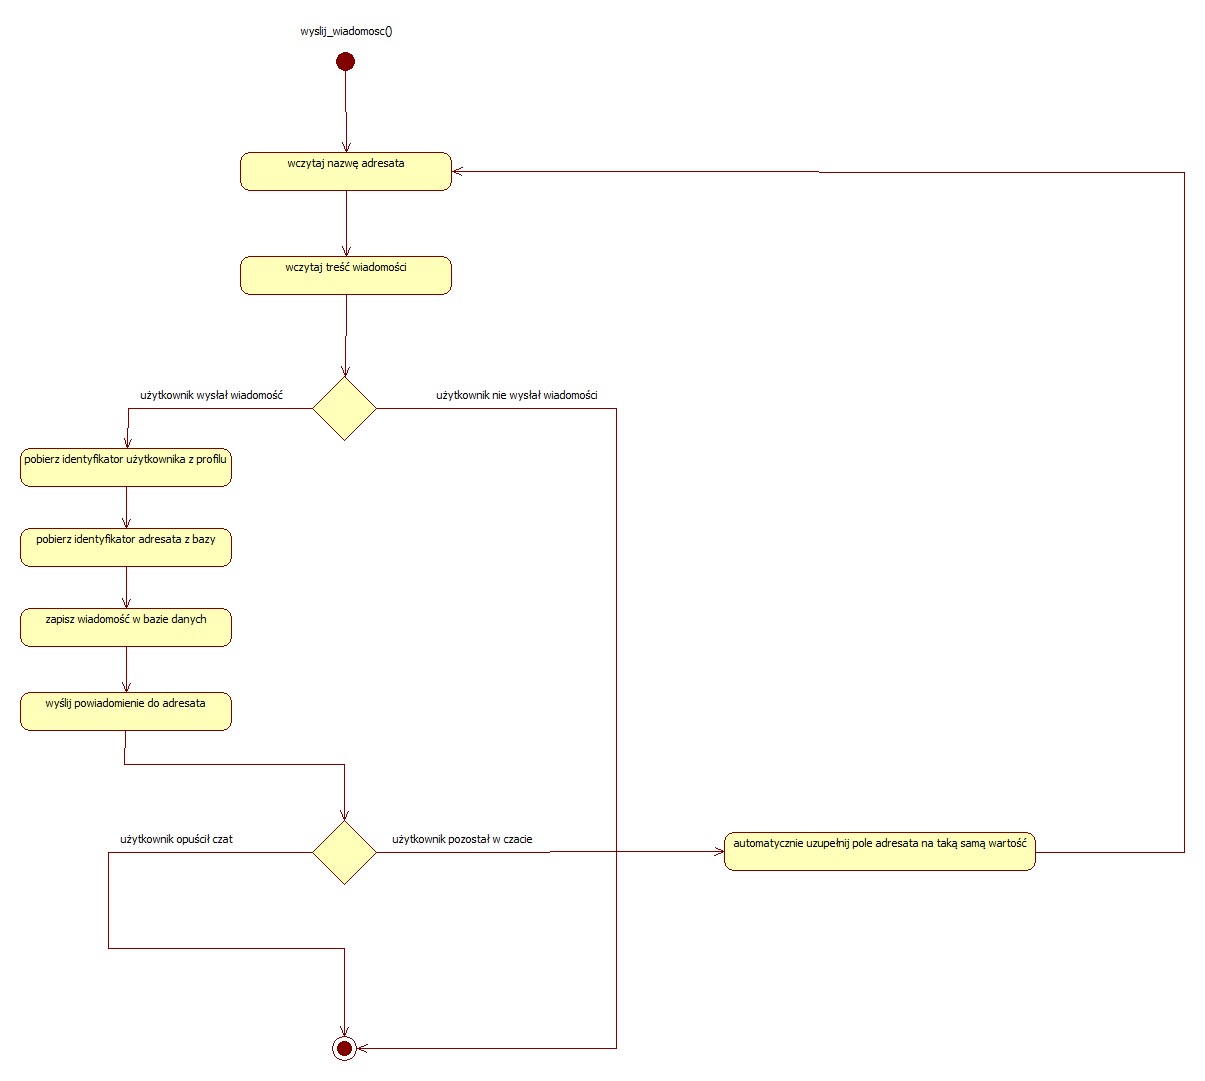 wyslij_wiadomosc()
wczytaj nazwę adresata
wczytaj treść wiadomości
użytkownik wysłał wiadomość
użytkownik nie wysłał wiadomości
pobierz identyfikator użytkownika z profilu
pobierz identyfikator adresata z bazy
zapisz wiadomość w bazie danych
wyślij powiadomienie do adresata
użytkownik opuścił czat
użytkownik pozostał w czacie
automatycznie uzupełnij pole adresata na taką samą wartość